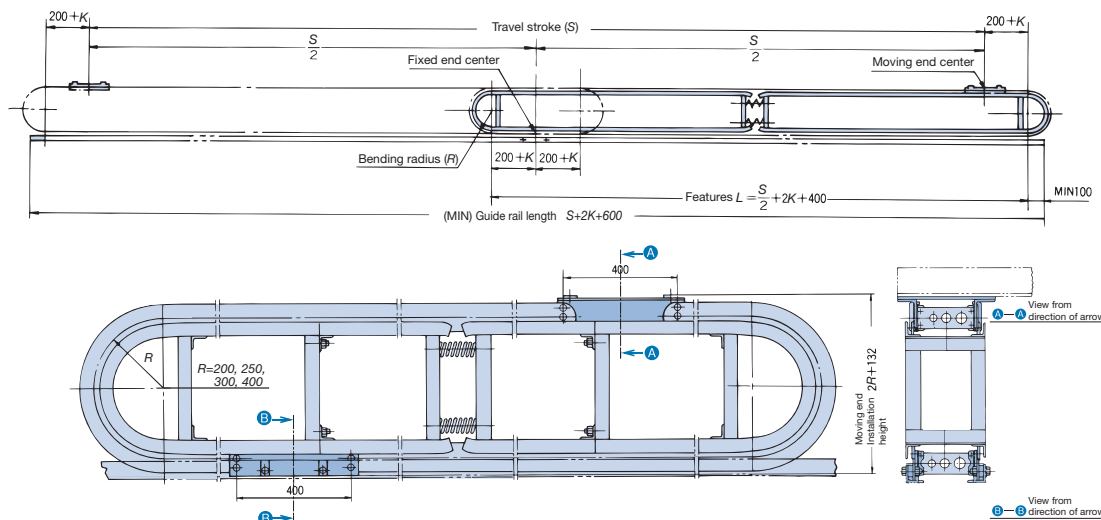 200+K
Travel stroke (S)
200+K
S/2
S/2
Fixed end center
Moving end center
Bending radius (R)
200+K
200+K
Features L = S/2 +2K+400
MIN100
(MIN) Guide rail length S+2K+600
A
400
A
A—A View from
direction of arrow
R
R=200, 250,
300, 400
B
Moving end
Installation
height
2R+132
400
B
B—B View from
direction of arrow